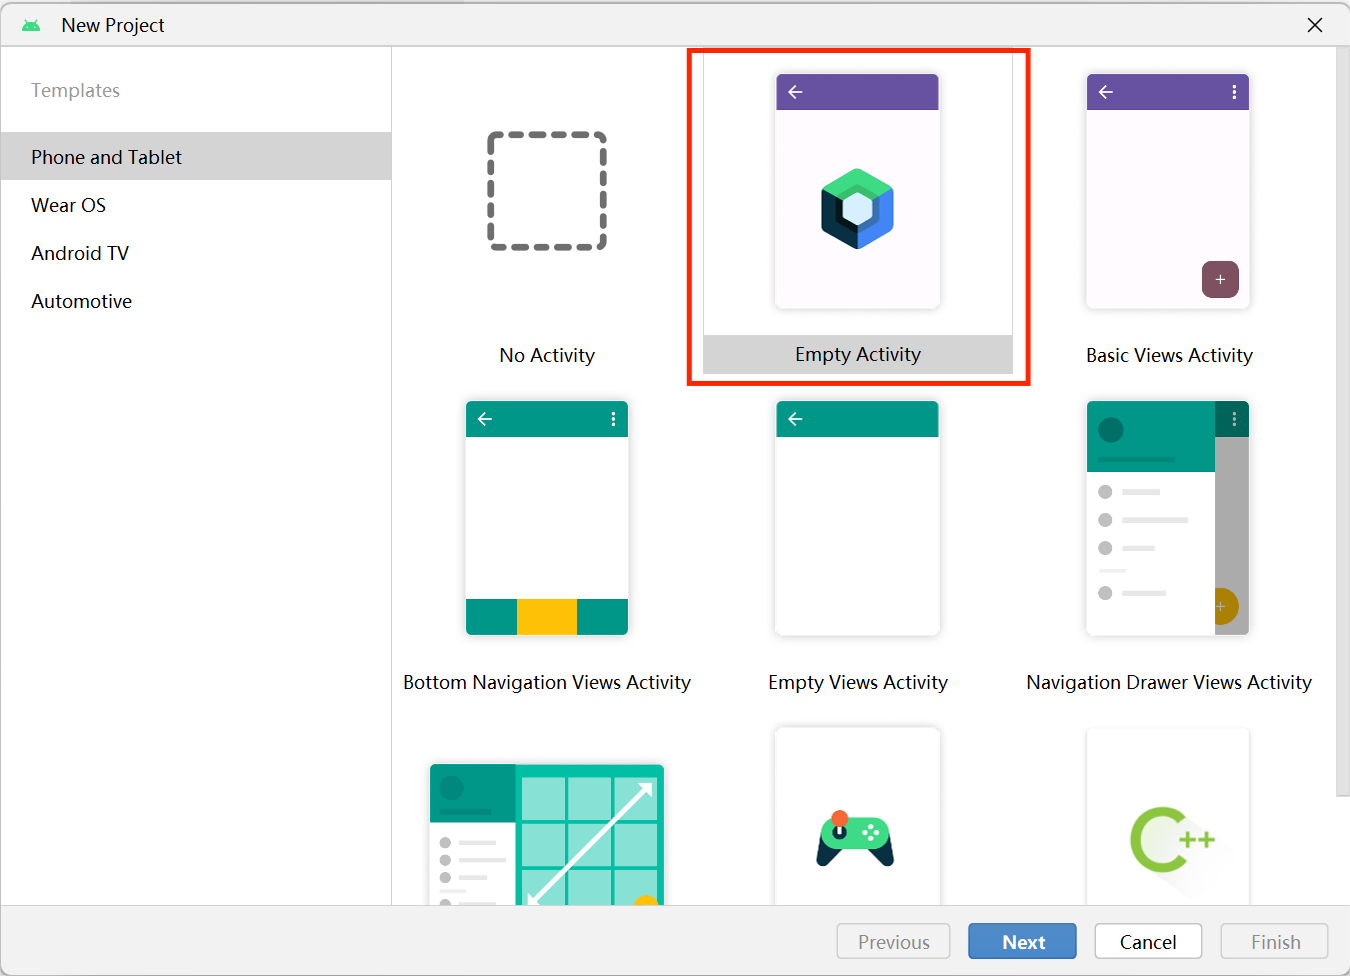 New Project
Templates
Phone and Tablet
Wear OS
Android TV
Automotive
No Activity
Empty Activity
Basic Views Activity
Bottom Navigation Views Activity
Empty Views Activity
Navigation Drawer Views Activity
C++
Previous
Next
Cancel
Finish